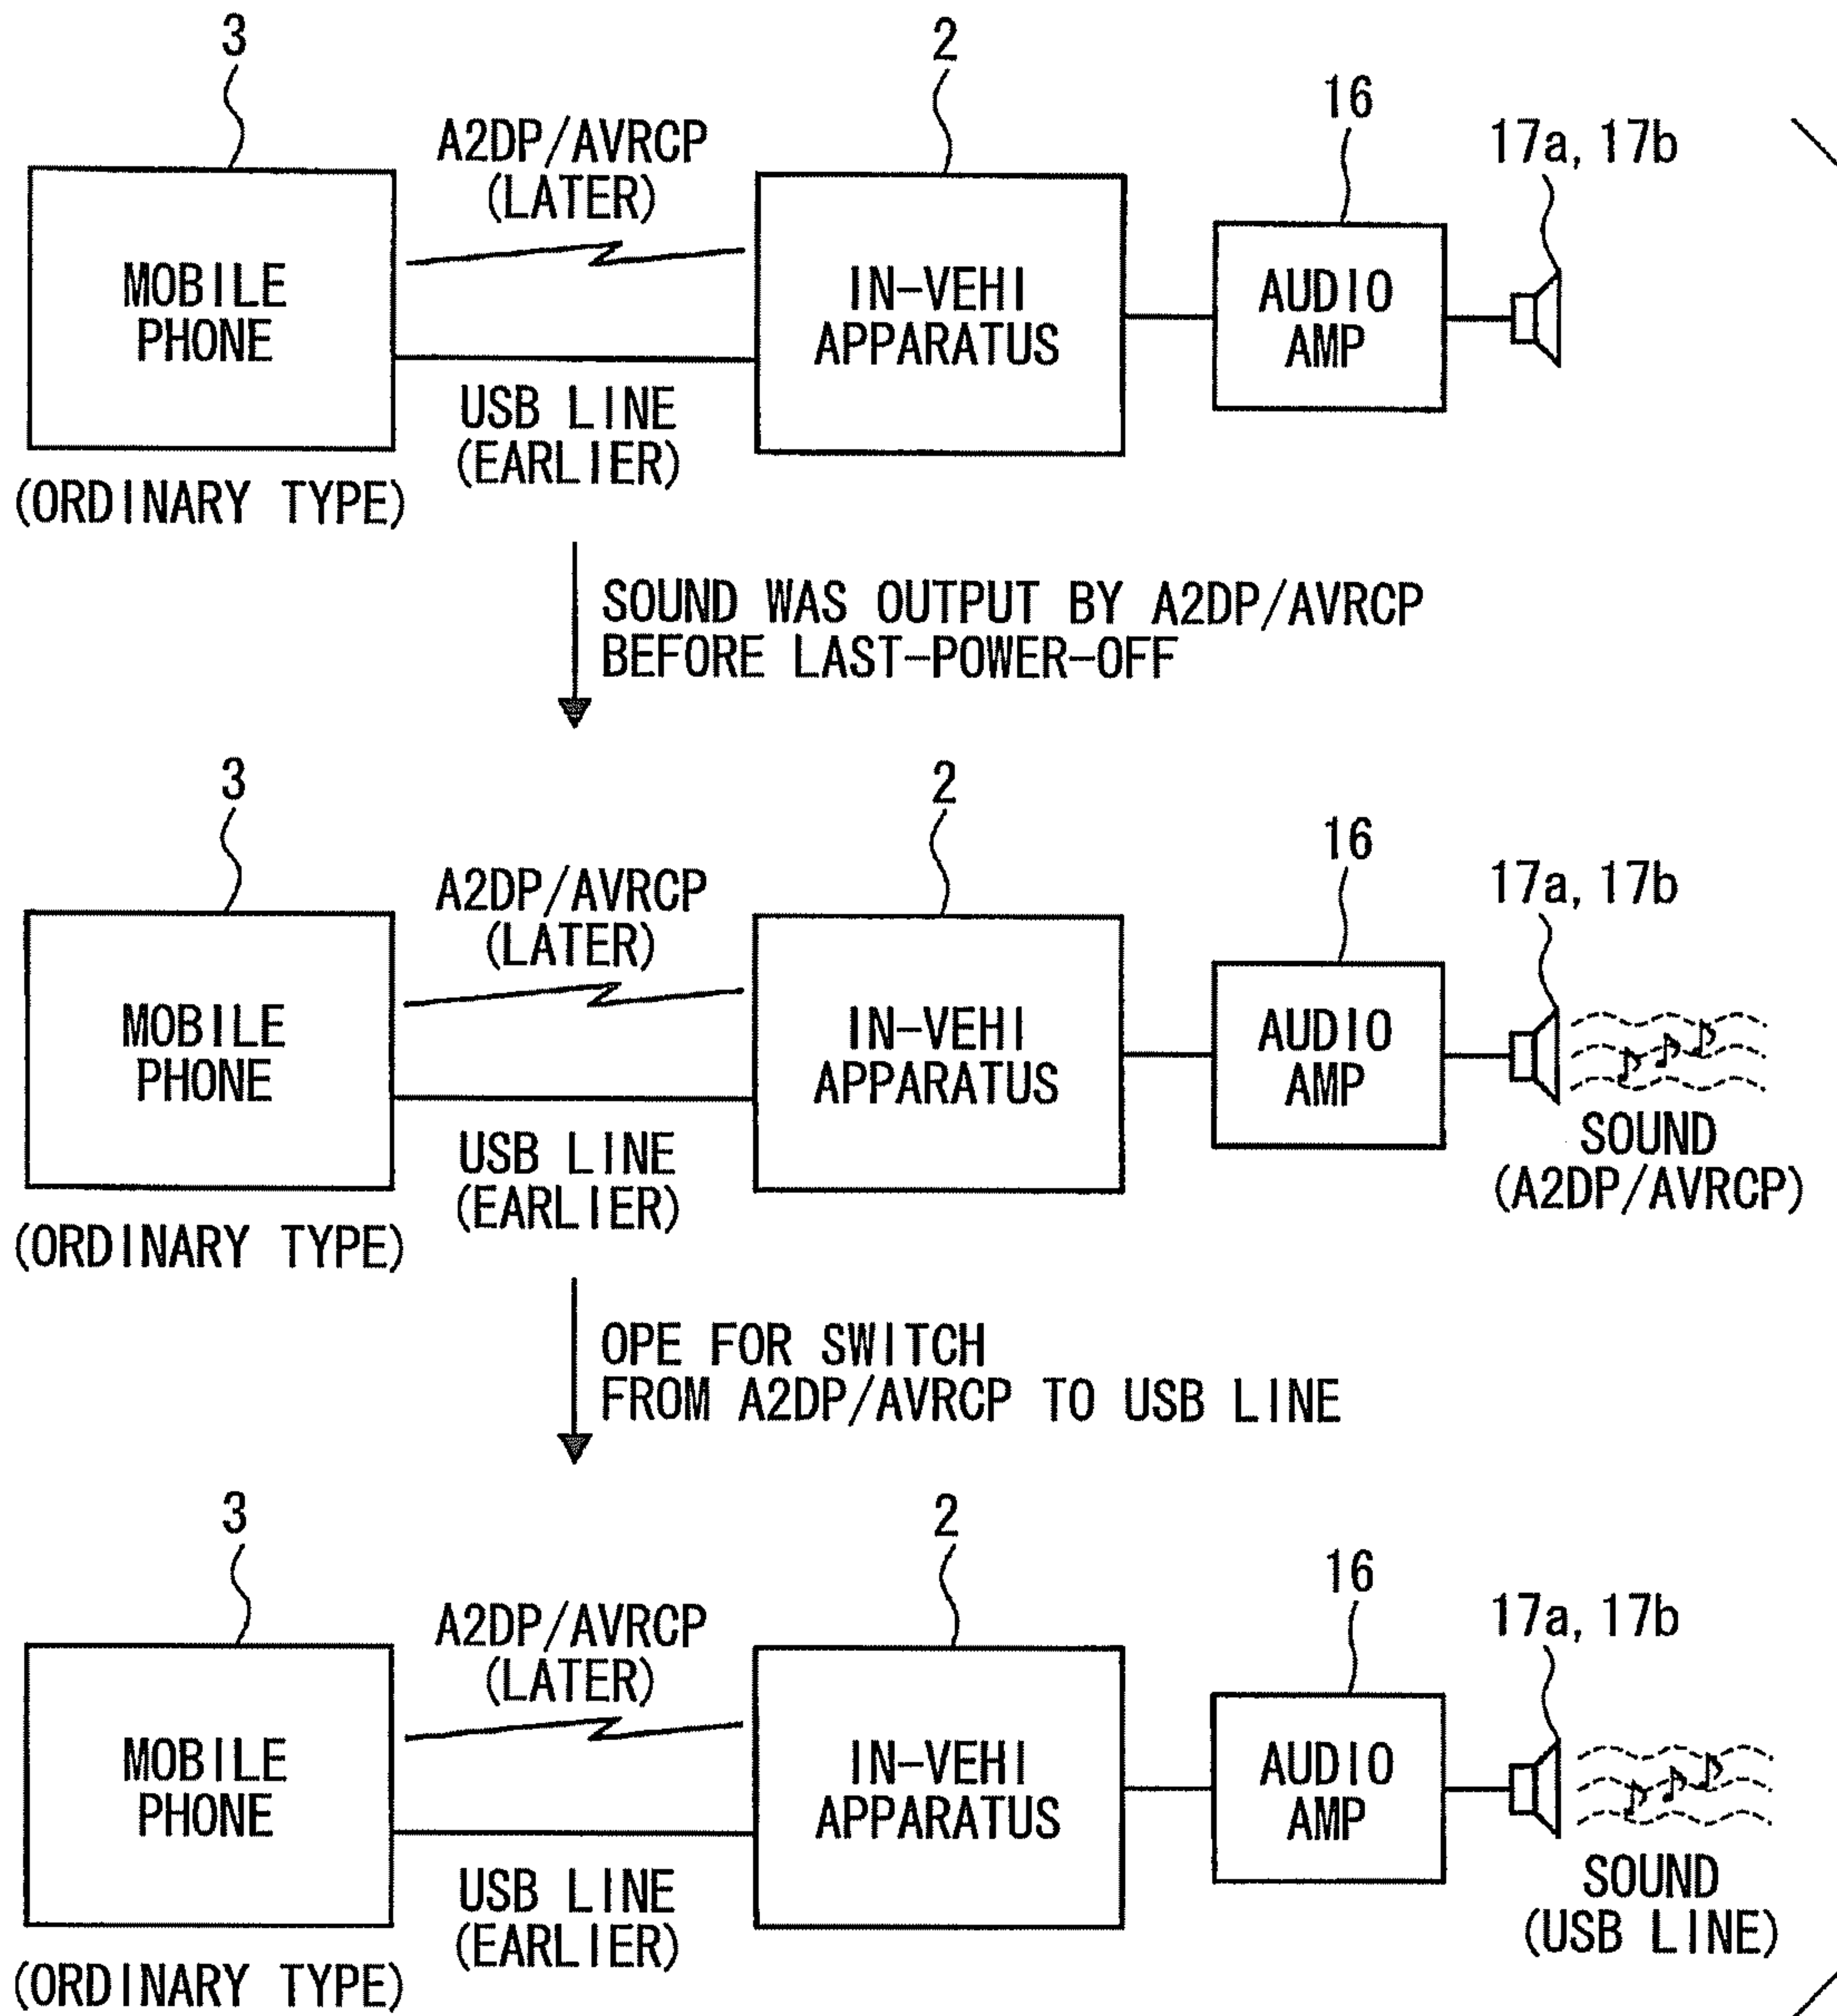 3
2
16
17a, 17b
A2DP/AVRCP
(LATER)
MOBILE
PHONE
IN-VEHI
APPARATUS
AUDIO
AMP
USB LINE
(EARLIER)
(ORDINARY TYPE)
SOUND WAS OUTPUT BY A2DP/AVRCP
BEFORE LAST-POWER-OFF
3
2
16
17a, 17b
A2DP/AVRCP
(LATER)
MOBILE
PHONE
IN-VEHI
APPARATUS
AUDIO
AMP
SOUND
(A2DP/AVRCP)
USB LINE
(EARLIER)
(ORDINARY TYPE)
OPE FOR SWITCH
FROM A2DP/AVRCP TO USB LINE
3
2
16
17a, 17b
A2DP/AVRCP
(LATER)
MOBILE
PHONE
IN-VEHI
APPARATUS
AUDIO
AMP
SOUND
(USB LINE)
USB LINE
(EARLIER)
(ORDINARY TYPE)